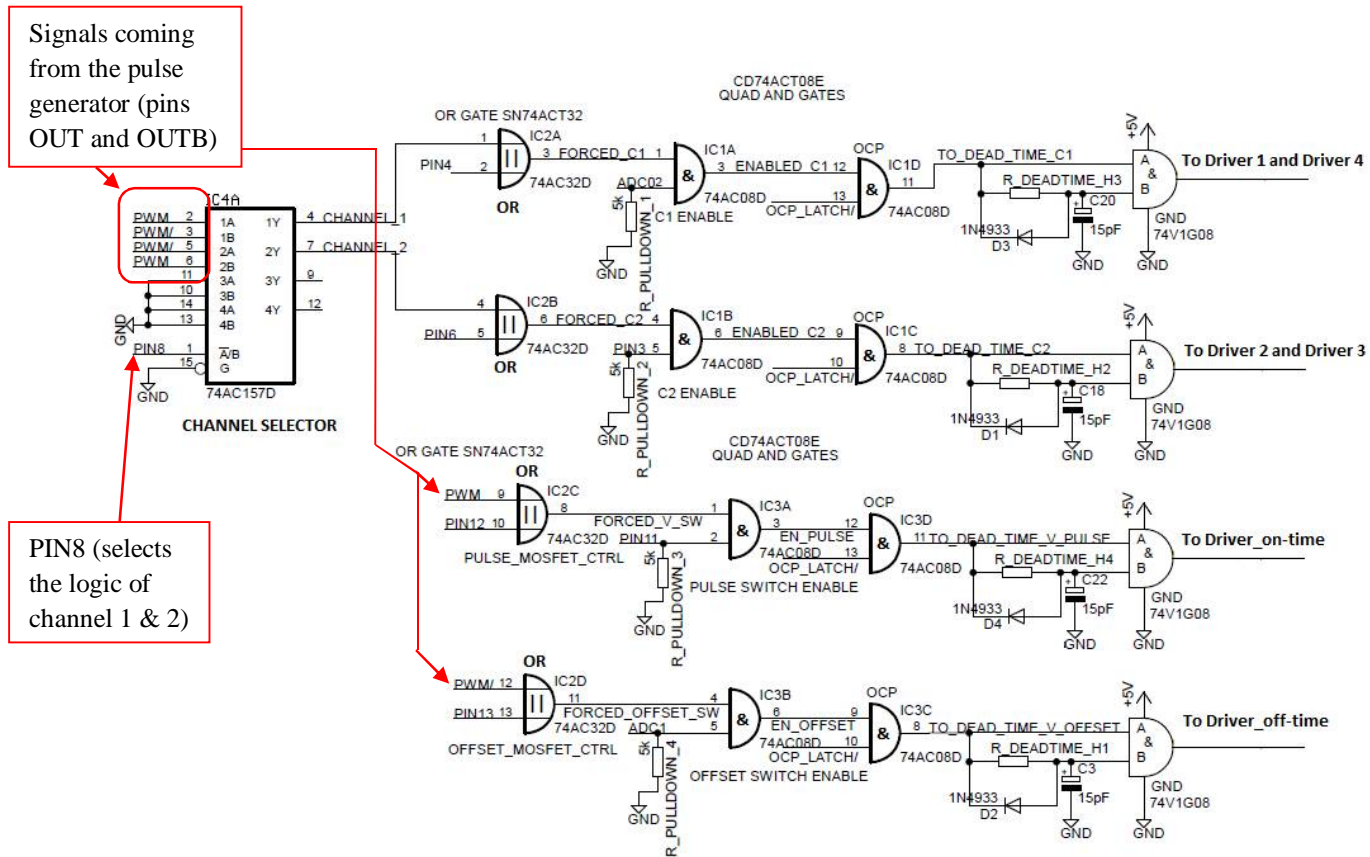 Signals coming
from the pulse
generator (pins
OUT and OUTB)
CD74ACT08E
QUAD AND GATES
OR GATE SN74ACT32
1 IC2A
PIN4 2
3 FORCED_C1 1
74AC32D
OR
IC1A
ADC02 2
&
3 ENABLED_C1 12
74AC08D
C1 ENABLE
5k
R_PULLDOWN_1
GND
OCP
IC1D
13
OCP_LATCH/
&
11
74AC08D
TO_DEAD_TIME_C1
R_DEADTIME_H3
1N4933
D3
C20
15pF
GND
+5V
A
&
B
GND
74V1G08
To Driver 1 and Driver 4
IC4A
PWM 2 1A 1Y 4 CHANNEL_1
PWM/ 3 1B
PWM/ 5 2A 2Y 7 CHANNEL_2
PWM 6 2B
11 3A 3Y 9
10 3B
14 4A 4Y 12
13 4B
GND
PIN8 1 A/B
15 G
GND
74AC157D
CHANNEL SELECTOR
4 IC2B
PIN6 5
6 FORCED_C2 4
74AC32D
OR
IC1B
PIN3 5
&
6 ENABLED_C2 9
74AC08D
C2 ENABLE
5k
R_PULLDOWN_2
GND
OCP
IC1C
10
OCP_LATCH/
&
8 TO_DEAD_TIME_C2
74AC08D
R_DEADTIME_H2
1N4933
D1
C18
15pF
GND
+5V
A
&
B
GND
74V1G08
To Driver 2 and Driver 3
CD74ACT08E
QUAD AND GATES
OR GATE SN74ACT32
OR
PWM 9 IC2C
PIN12 10
8
FORCED_V_SW
74AC32D
PULSE_MOSFET_CTRL
1 IC3A
PIN11 2
&
3 12
EN_PULSE
74AC08D
PULSE SWITCH ENABLE
5k
R_PULLDOWN_3
GND
OCP
IC3D
13
OCP_LATCH/
&
11 TO_DEAD_TIME_V_PULSE
74AC08D
R_DEADTIME_H4
1N4933
D4
C22
15pF
GND
+5V
A
&
B
GND
74V1G08
To Driver_on-time
PIN8 (selects
the logic of
channel 1 & 2)
OR
PWM/ 12 IC2D
PIN13 13
11
FORCED_OFFSET_SW
74AC32D
OFFSET_MOSFET_CTRL
4 IC3B
ADC1 5
&
6 9
EN_OFFSET
74AC08D
OFFSET SWITCH ENABLE
5k
R_PULLDOWN_4
GND
OCP
IC3C
10
OCP_LATCH/
&
8 TO_DEAD_TIME_V_OFFSET
74AC08D
R_DEADTIME_H1
1N4933
D2
C3
15pF
GND
+5V
A
&
B
GND
74V1G08
To Driver_off-time